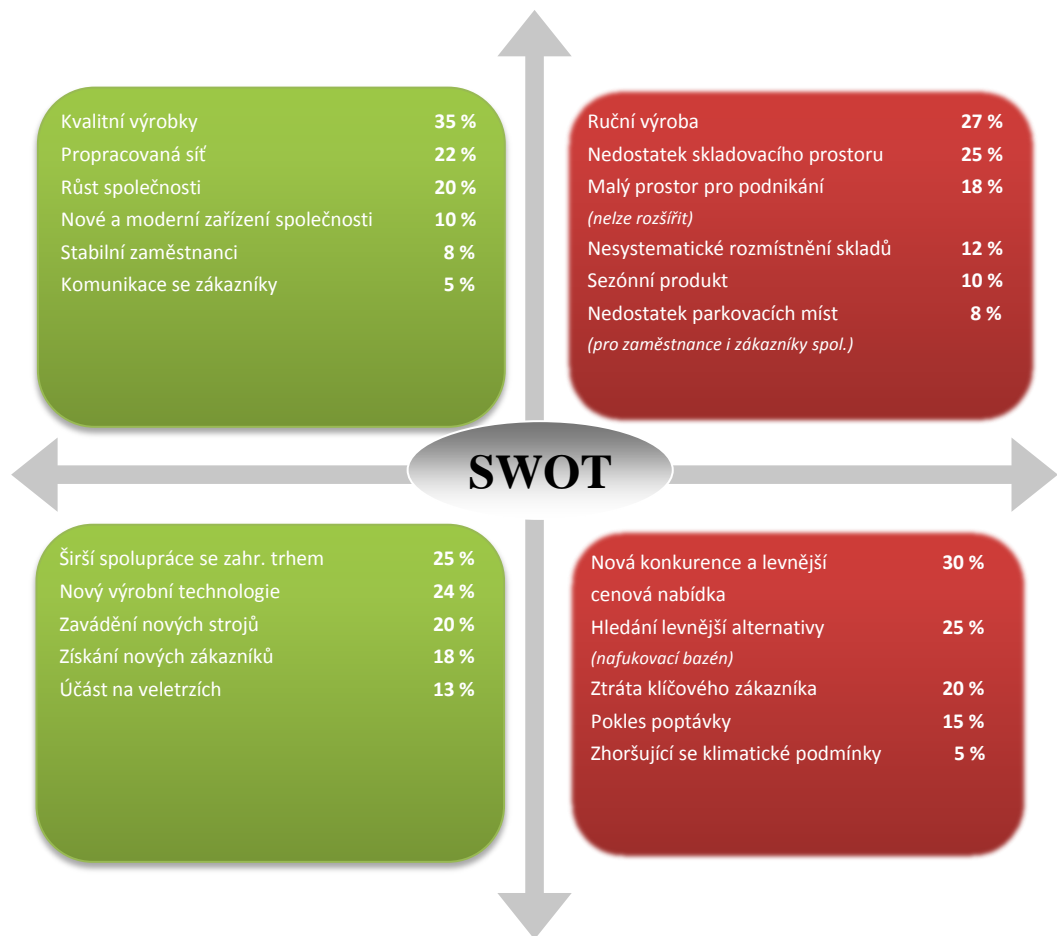 Kvalitní výrobky 35 %
Propracovaná síť 22 %
Růst společnosti 20 %
Nové a moderní zařízení společnosti 10 %
Stabilní zaměstnanci 8 %
Komunikace se zákazníky 5 %
Ruční výroba 27 %
Nedostatek skladovacího prostoru 25 %
Malý prostor pro podnikání 18 %
(nelze rozšířit)
Nesystematické rozmístnění skladů 12 %
Sezónní produkt 10 %
Nedostatek parkovacích míst 8 %
(pro zaměstnance i zákazníky spol.)
SWOT
Širší spolupráce se zahr. trhem 25 %
Nový výrobní technologie 24 %
Zavádění nových strojů 20 %
Získání nových zákazníků 18 %
Účást na veletrzích 13 %
Nová konkurence a levnější 30 %
cenová nabídka
Hledání levnější alternativy 25 %
(nafukovací bazén)
Ztráta klíčového zákazníka 20 %
Pokles poptávky 15 %
Zhoršující se klimatické podmínky 5 %